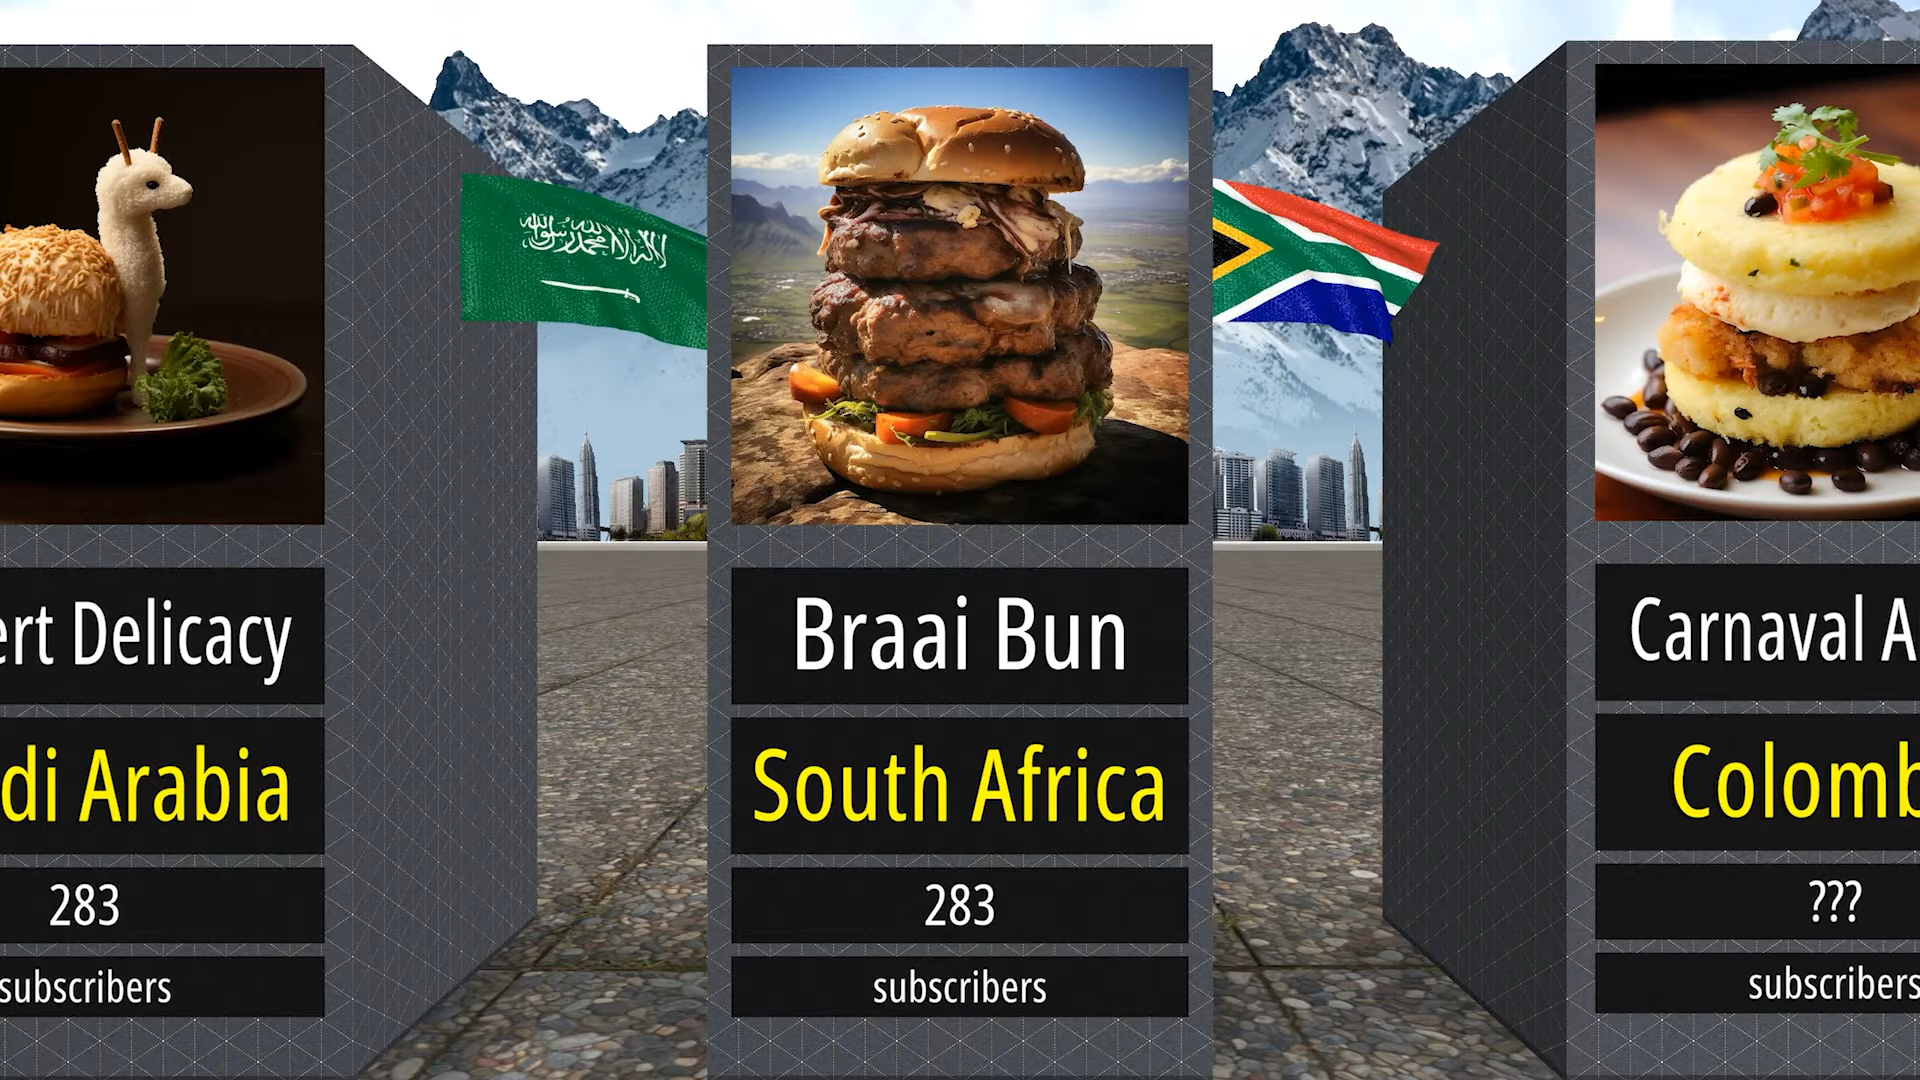 ert Delicacy
di Arabia
283
subscribers
Braai Bun
South Africa
283
subscribers
Carnaval A
Colomb
???
subscribers